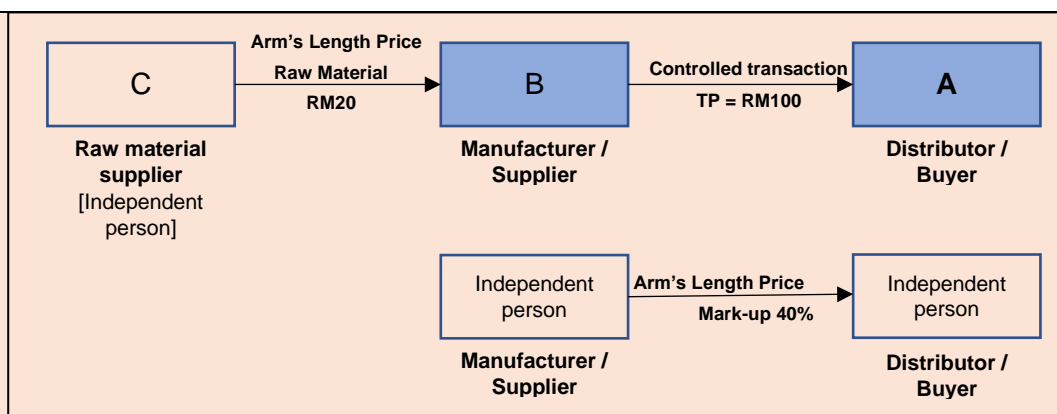 Arm's Length Price
C
Raw Material
RM20
B
Controlled transaction
TP = RM100
A
Raw material
supplier
[Independent
person]
Manufacturer /
Supplier
Distributor /
Buyer
Independent
person
Arm's Length Price
Mark-up 40%
Independent
person
Manufacturer /
Supplier
Distributor /
Buyer